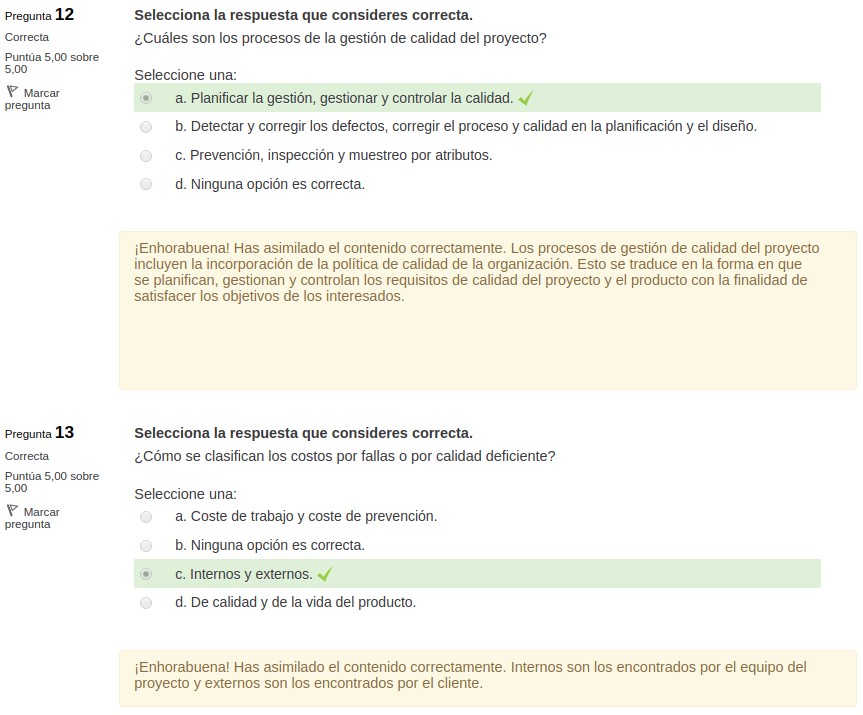 Pregunta 12
Correcta
Puntúa 5,00 sobre
5,00
Marcar
pregunta
Selecciona la respuesta que consideres correcta.
¿Cuáles son los procesos de la gestión de calidad del proyecto?
Seleccione una:
a. Planificar la gestión, gestionar y controlar la calidad.
b. Detectar y corregir los defectos, corregir el proceso y calidad en la planificación y el diseño.
c. Prevención, inspección y muestreo por atributos.
d. Ninguna opción es correcta.
¡Enhorabuena! Has asimilado el contenido correctamente. Los procesos de gestión de calidad del proyecto
incluyen la incorporación de la política de calidad de la organización. Esto se traduce en la forma en que
se planifican, gestionan y controlan los requisitos de calidad del proyecto y el producto con la finalidad de
satisfacer los objetivos de los interesados.
Pregunta 13
Correcta
Puntúa 5,00 sobre
5,00
Marcar
pregunta
Selecciona la respuesta que consideres correcta.
¿Cómo se clasifican los costos por fallas o por calidad deficiente?
Seleccione una:
a. Coste de trabajo y coste de prevención.
b. Ninguna opción es correcta.
c. Internos y externos.
d. De calidad y de la vida del producto.
¡Enhorabuena! Has asimilado el contenido correctamente. Internos son los encontrados por el equipo del
proyecto y externos son los encontrados por el cliente.